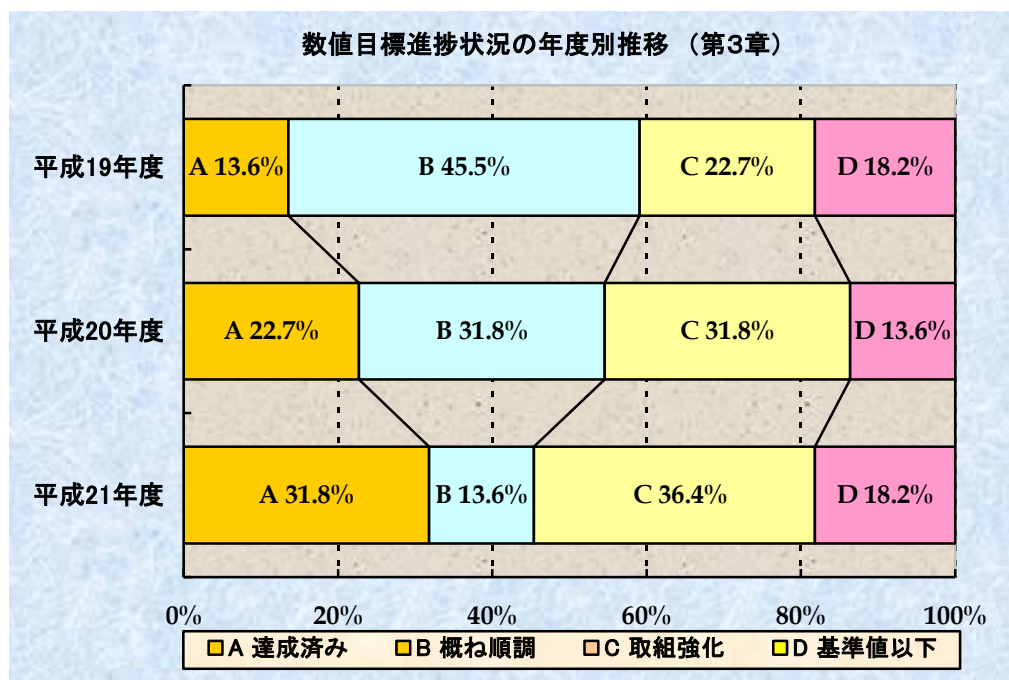 数値目標進捗状況の年度別推移 （第３章）
平成19年度
A 13.6%
B 45.5%
C 22.7%
D 18.2%
平成20年度
A 22.7%
B 31.8%
C 31.8%
D 13.6%
平成21年度
A 31.8%
B 13.6%
C 36.4%
D 18.2%
0% 20% 40% 60% 80% 100%
A 達成済み B 概ね順調 C 取組強化 D 基準値以下